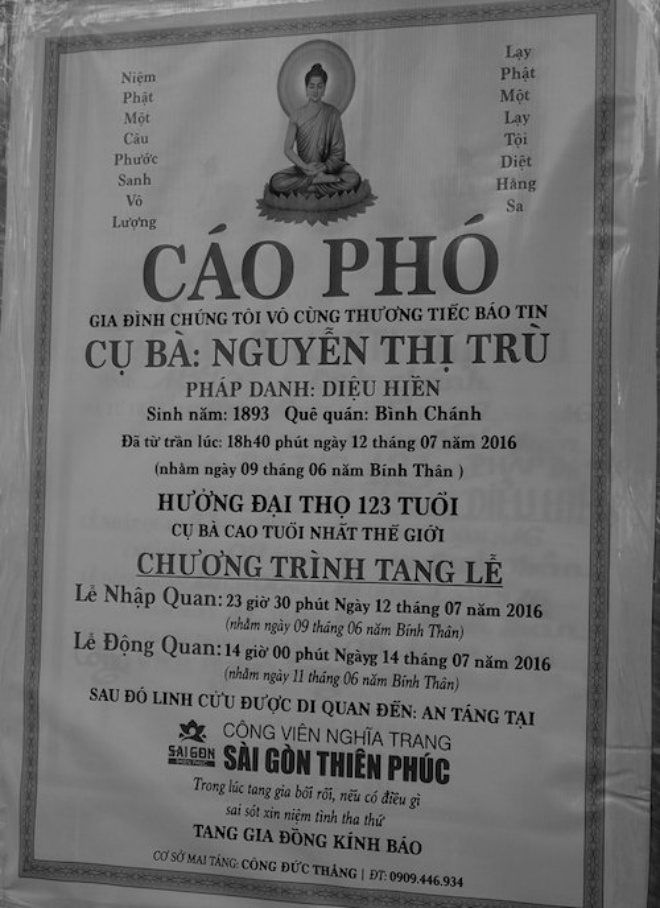 Niệm
Phật
Một
Câu
Phước
Sanh
Vô
Lượng
Lạy
Phật
Một
Lạy
Tội
Diệt
Hằng
Sa
CÁO PHÓ
GIA ĐÌNH CHÚNG TÔI VÔ CÙNG THƯƠNG TIẾC BÁO TIN
CỤ BÀ: NGUYỄN THỊ TRÙ
PHÁP DANH: DIỆU HIỀN
Sinh năm: 1893 Quê quán: Bình Chánh
Đã từ trần lúc: 18h40 phút ngày 12 tháng 07 năm 2016
(nhằm ngày 09 tháng 06 năm Bính Thân )
HƯỞNG ĐẠI THỌ 123 TUỔI
CỤ BÀ CAO TUỔI NHẤT THẾ GIỚI
CHƯƠNG TRÌNH TANG LỄ
Lể Nhập Quan: 23 giờ 30 phút Ngày 12 tháng 07 năm 2016
(nhằm ngày 09 tháng 06 năm Bính Thân)
Lể Động Quan: 14 giờ 00 phút Ngàyg 14 tháng 07 năm 2016
(nhằm ngày 11 tháng 06 năm Bính Thân)
SAU ĐÓ LINH CỬU ĐƯỢC DI QUAN ĐẾN: AN TÁNG TẠI
CÔNG VIÊN NGHĨA TRANG
SAIGON
THIÊN PHÚC
SÀI GÒN THIÊN PHÚC
Trong lúc tang gia bối rối, nếu có điều gì
sai sót xin niệm tình tha thứ
TANG GIA ĐỒNG KÍNH BÁO
CƠ SỞ MAI TÁNG: CÔNG ĐỨC THẮNG | ĐT: 0909.446.934